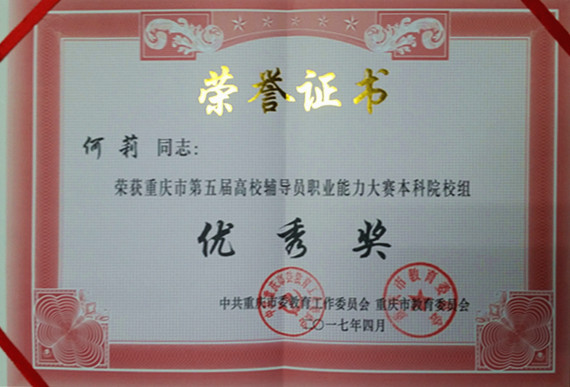 荣誉证书
何莉 同志：
荣获重庆市第五届高校辅导员职业能力大赛本科院校组
优秀奖
中共重庆市委教育工作委员会 重庆市教育委员会
二〇一七年四月